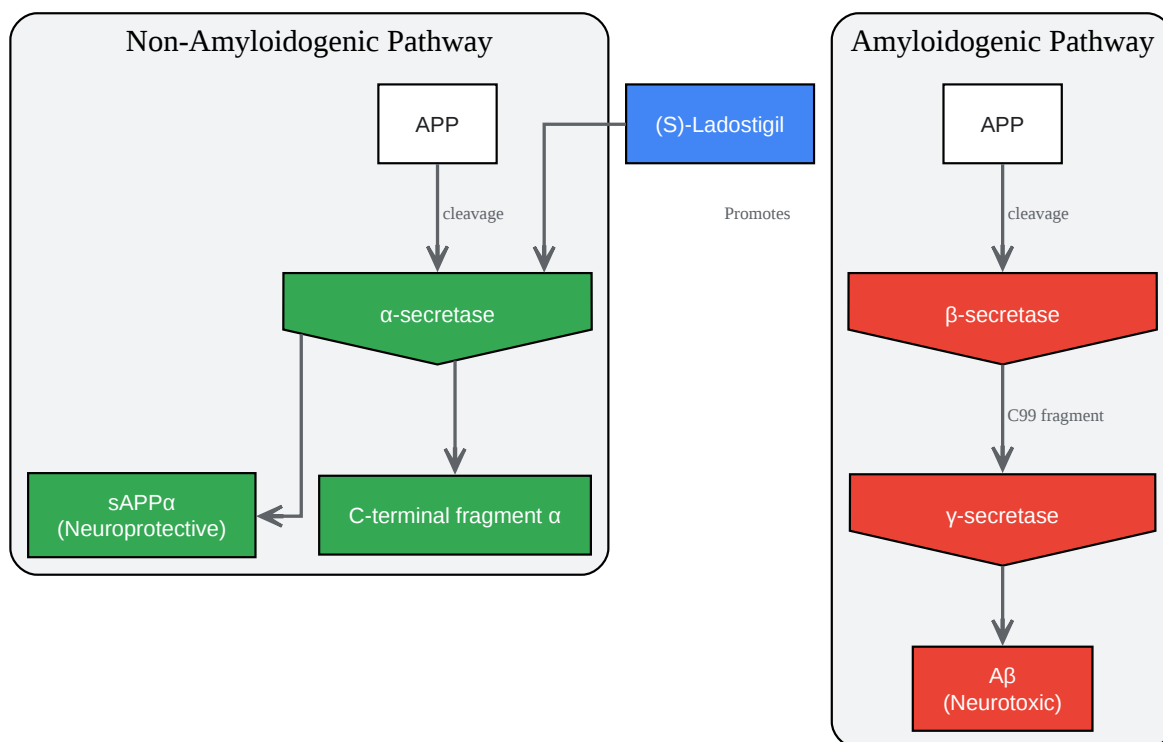 Non-Amyloidogenic Pathway
APP
cleavage
α-secretase
sAPPα
(Neuroprotective)
C-terminal fragment α
(S)-Ladostigil
Promotes
Amyloidogenic Pathway
APP
cleavage
β-secretase
C99 fragment
γ-secretase
Aβ
(Neurotoxic)